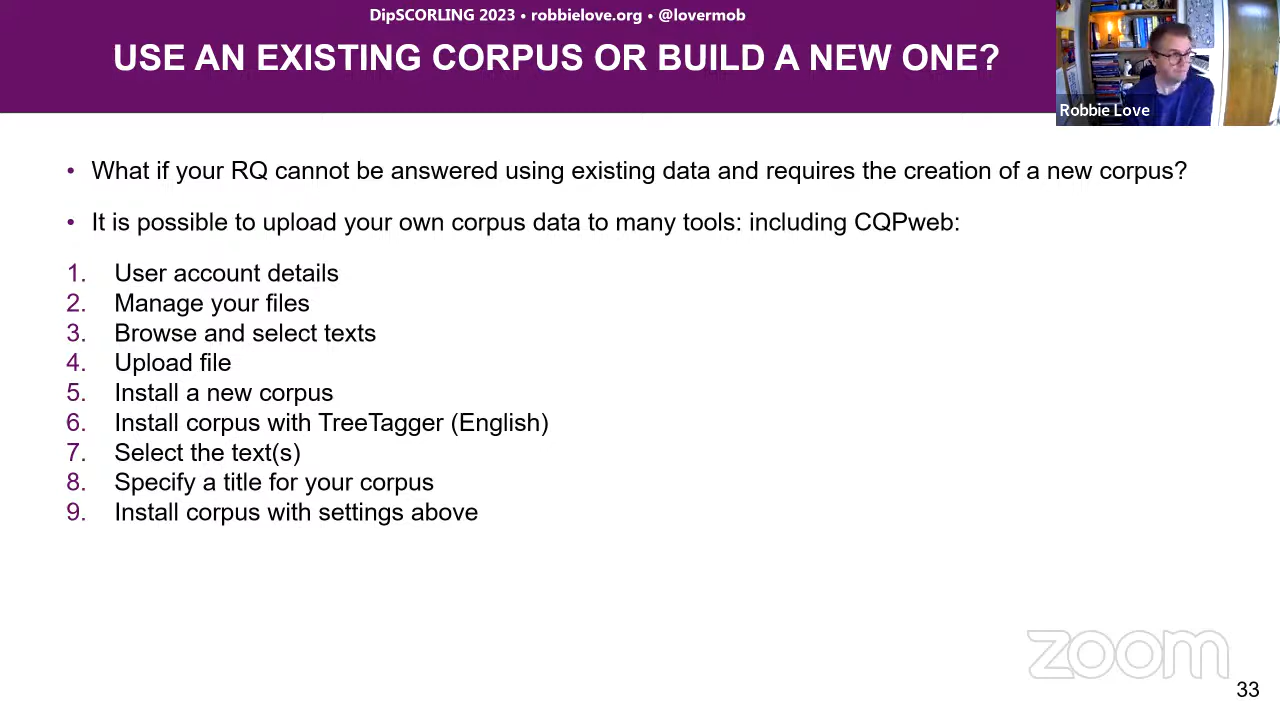 DipSCORLING 2023 • robbielove.org • @lovermob
USE AN EXISTING CORPUS OR BUILD A NEW ONE?
Robbie Love
• What if your RQ cannot be answered using existing data and requires the creation of a new corpus?
• It is possible to upload your own corpus data to many tools: including CQPweb:
1. User account details
2. Manage your files
3. Browse and select texts
4. Upload file
5. Install a new corpus
6. Install corpus with TreeTagger (English)
7. Select the text(s)
8. Specify a title for your corpus
9. Install corpus with settings above
zoom
33